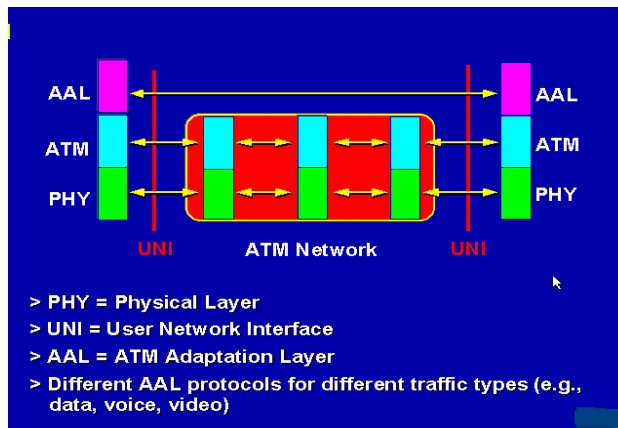 AAL
AAL
ATM
ATM
PHY
PHY
UNI
ATM Network
UNI
> PHY = Physical Layer
> UNI = User Network Interface
> AAL = ATM Adaptation Layer
> Different AAL protocols for different traffic types (e.g.,
data, voice, video)